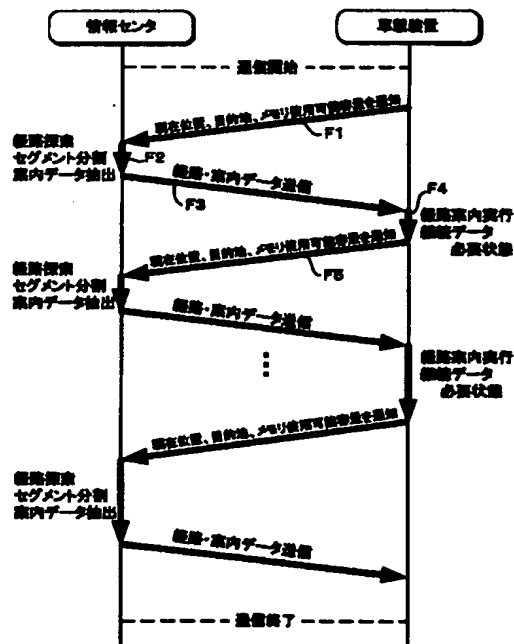 情報センタ
車載装置
通信開始
現在位置、目的地、メモリ使用可能容量を通知
F1
経路探索
セグメント分割
案内データ抽出
F2
経路・案内データ送信
F3
F4
経路案内実行
継続データ
必要状態
現在位置、目的地、メモリ使用可能容量を通知
F5
経路探索
セグメント分割
案内データ抽出
経路・案内データ送信
経路案内実行
継続データ
必要状態
現在位置、目的地、メモリ使用可能容量を通知
経路探索
セグメント分割
案内データ抽出
経路・案内データ送信
通信終了